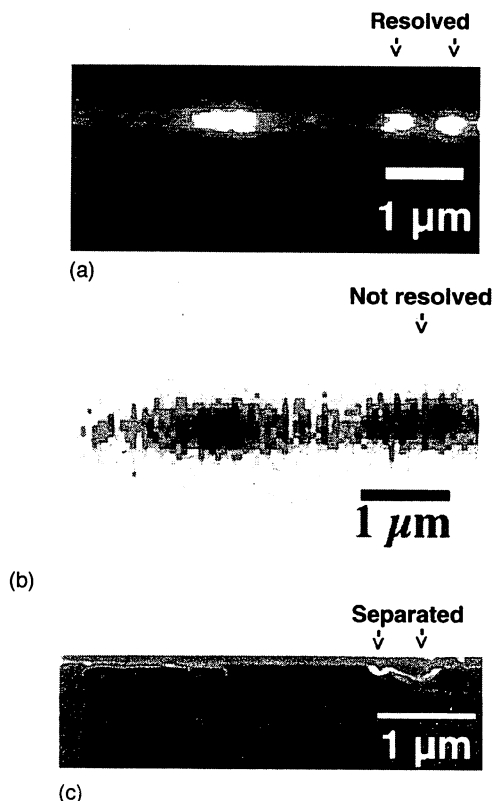 Resolved
1 µm
(a)
Not resolved
1 µm
(b)
Separated
1 µm
(c)